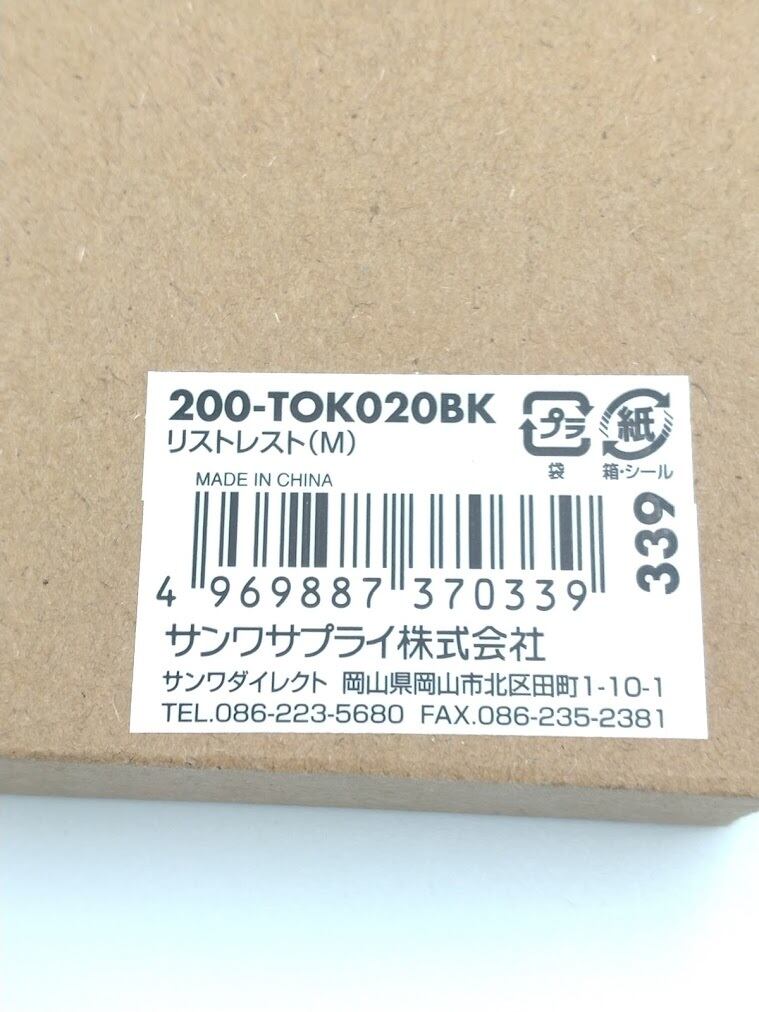 200-TOK020BK
リストレスト(M)
プラ
袋
紙
箱・シール
MADE IN CHINA
4 969887 370339
339
サンワサプライ株式会社
サンワダイレクト 岡山県岡山市北区田町1-10-1
TEL.086-223-5680 FAX.086-235-2381